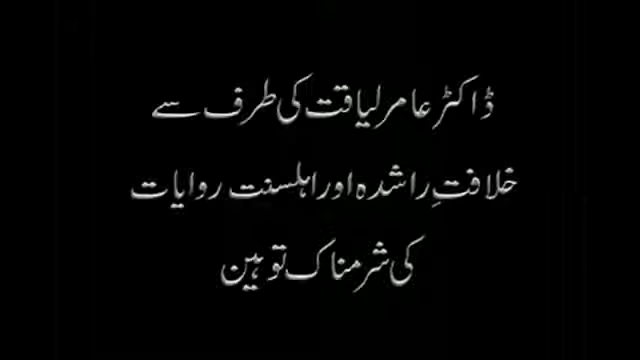 ڈاکٹر عامر لیاقت کی طرف سے
خلافتِ راشدہ اور اہلسنت روایات
کی شرمناک توہین